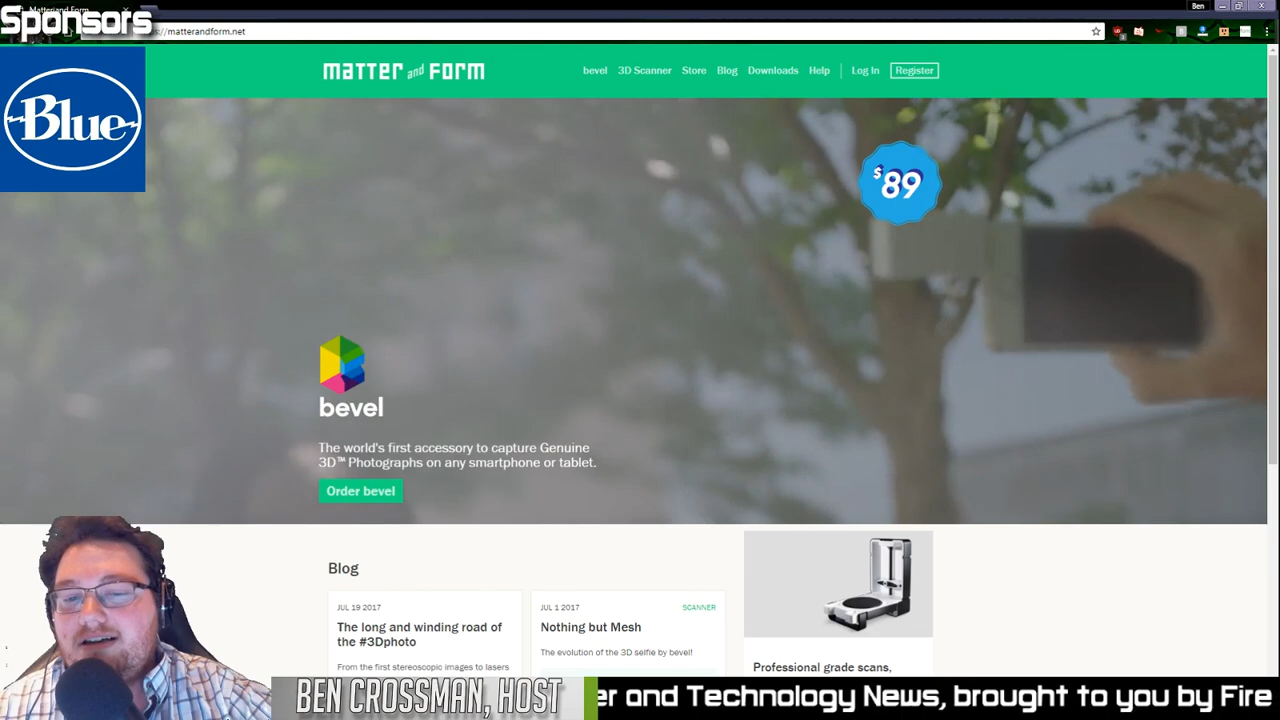 Matter and Form
Sponsors
Ben
matterandform.net
Blue
matter and form
bevel 3D Scanner Store Blog Downloads Help Log In Register
$89
bevel
The world's first accessory to capture Genuine
3D™ Photographs on any smartphone or tablet.
Order bevel
Blog
JUL 19 2017
The long and winding road of
the #3Dphoto
From the first stereoscopic images to lasers
JUL 1 2017 SCANNER
Nothing but Mesh
The evolution of the 3D selfie by bevel!
Professional grade scans,
BEN CROSSMAN, HOST
er and Technology News, brought to you by Fire